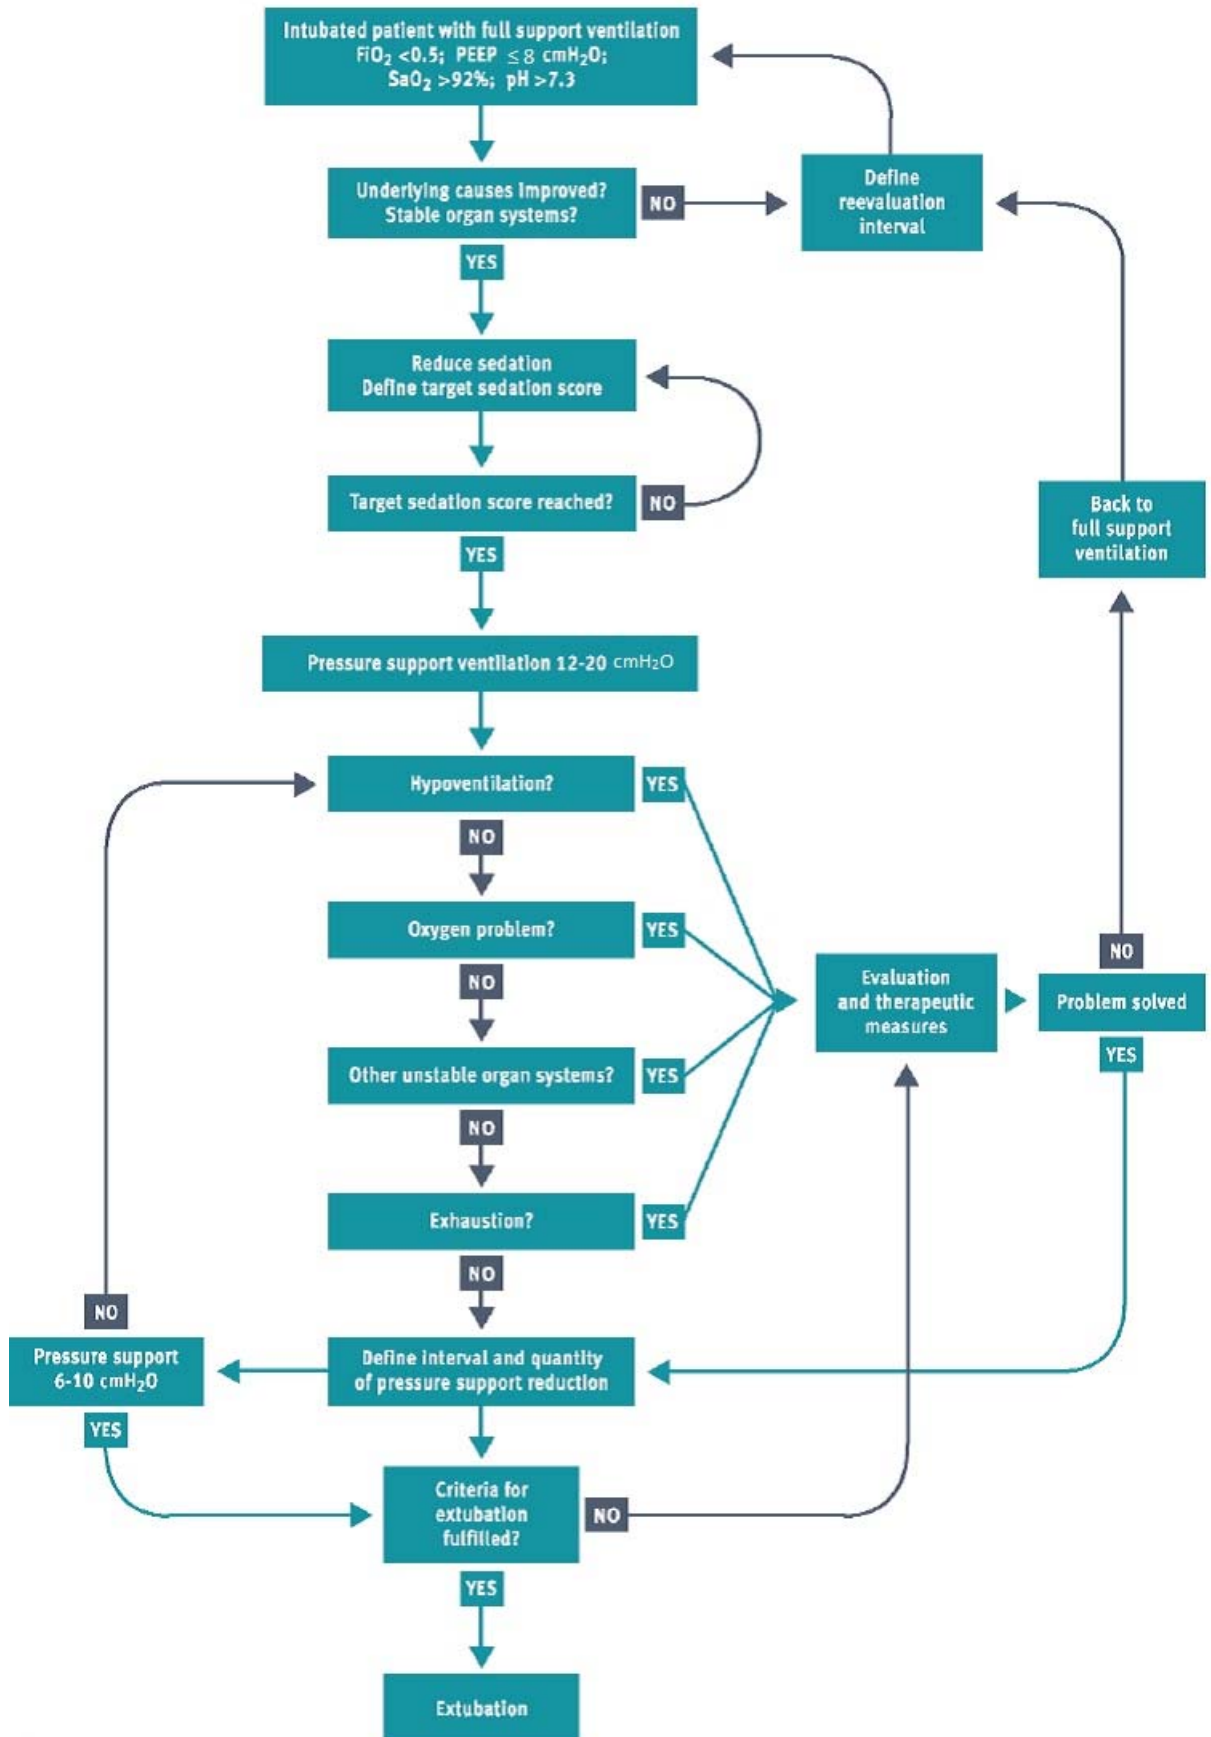 Intubated patient with full support ventilation
FiO₂ <0.5; PEEP ≤ 8 cmH₂O;
SaO₂ >92%; pH >7.3
Underlying causes improved?
Stable organ systems?
NO
Define
reevaluation
interval
YES
Reduce sedation
Define target sedation score
Target sedation score reached?
NO
Back to
full support
ventilation
YES
Pressure support ventilation 12-20 cmH₂O
Hypoventilation?
YES
NO
Oxygen problem?
YES
NO
Evaluation
and therapeutic
measures
NO
Problem solved
YES
Other unstable organ systems?
YES
NO
Exhaustion?
YES
NO
NO
Pressure support
6-10 cmH₂O
YES
Define interval and quantity
of pressure support reduction
Criteria for
extubation
fulfilled?
NO
YES
Extubation